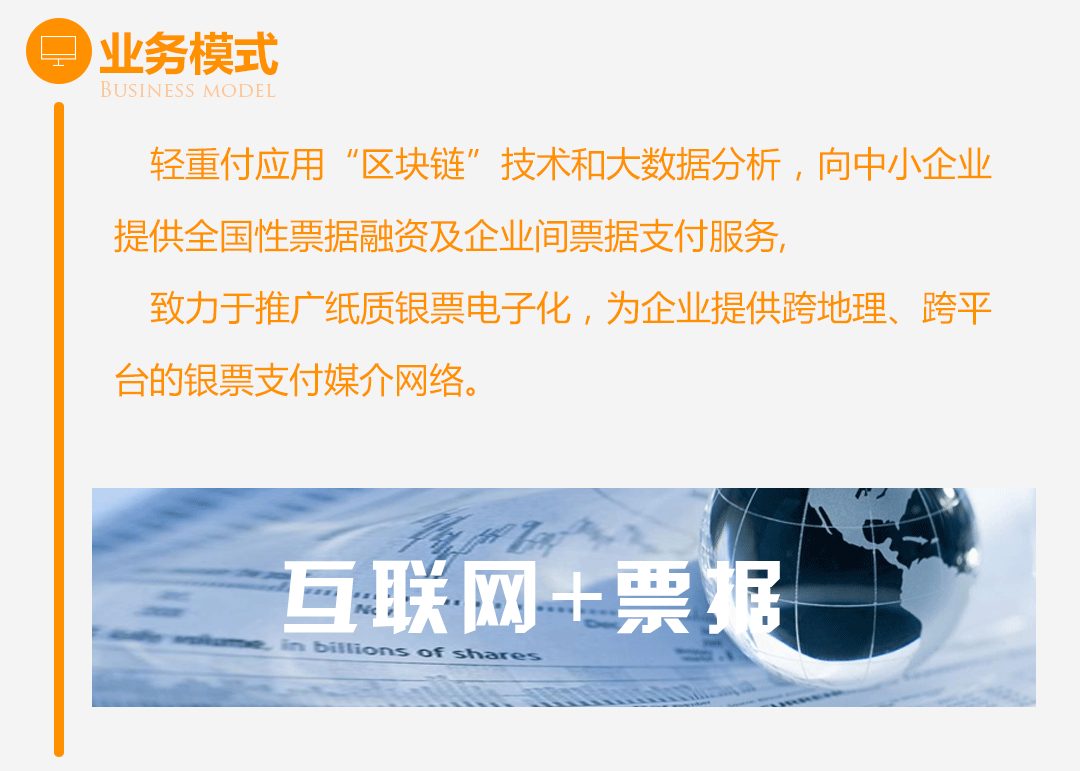 业务模式
BUSINESS MODEL
轻重付应用“区块链”技术和大数据分析，向中小企业
提供全国性票据融资及企业间票据支付服务,
致力于推广纸质银票电子化，为企业提供跨地理、跨平
台的银票支付媒介网络。
互联网+票据
daily volume, in billions of shares